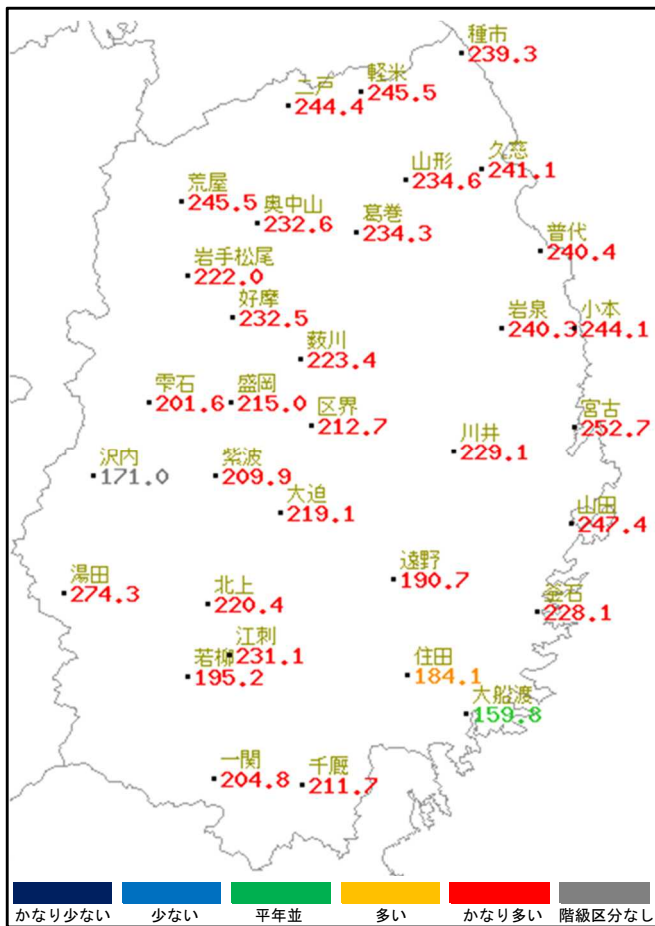 種市
239.3
軽米
245.5
二戸
244.4
久慈
241.1
山形
234.6
荒屋
245.5
奥中山
232.6
葛巻
234.3
普代
240.4
岩手松尾
222.0
好摩
232.5
岩泉
240.3
小本
244.1
薮川
223.4
雫石
201.6
盛岡
215.0
区界
212.7
宮古
252.7
川井
229.1
沢内
171.0
紫波
209.9
大迫
219.1
山田
247.4
遠野
190.7
湯田
274.3
北上
220.4
釜石
228.1
江刺
231.1
若柳
195.2
住田
184.1
大船渡
159.8
一関
204.8
千厩
211.7
かなり少ない 少ない 平年並 多い かなり多い 階級区分なし